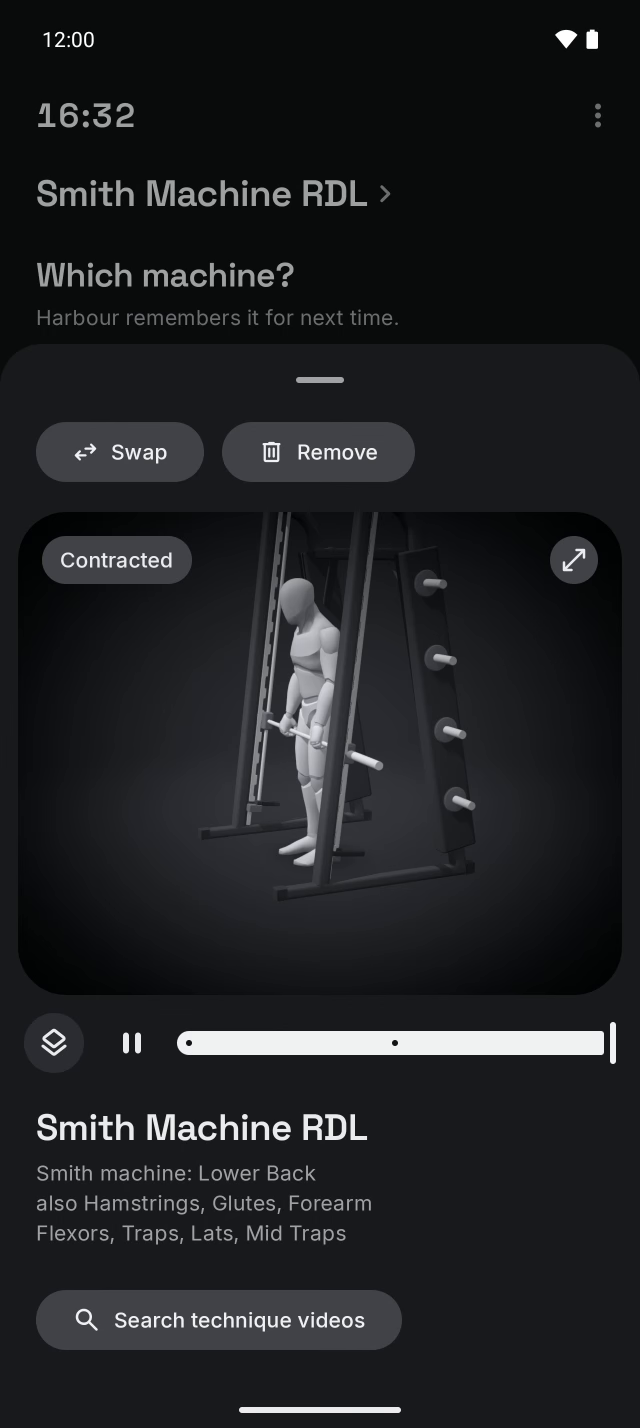 12:00
16:32
Smith Machine RDL
Which machine?
Harbour remembers it for next time.
Swap
Remove
Contracted
Smith Machine RDL
Smith machine: Lower Back
also Hamstrings, Glutes, Forearm
Flexors, Traps, Lats, Mid Traps
Search technique videos